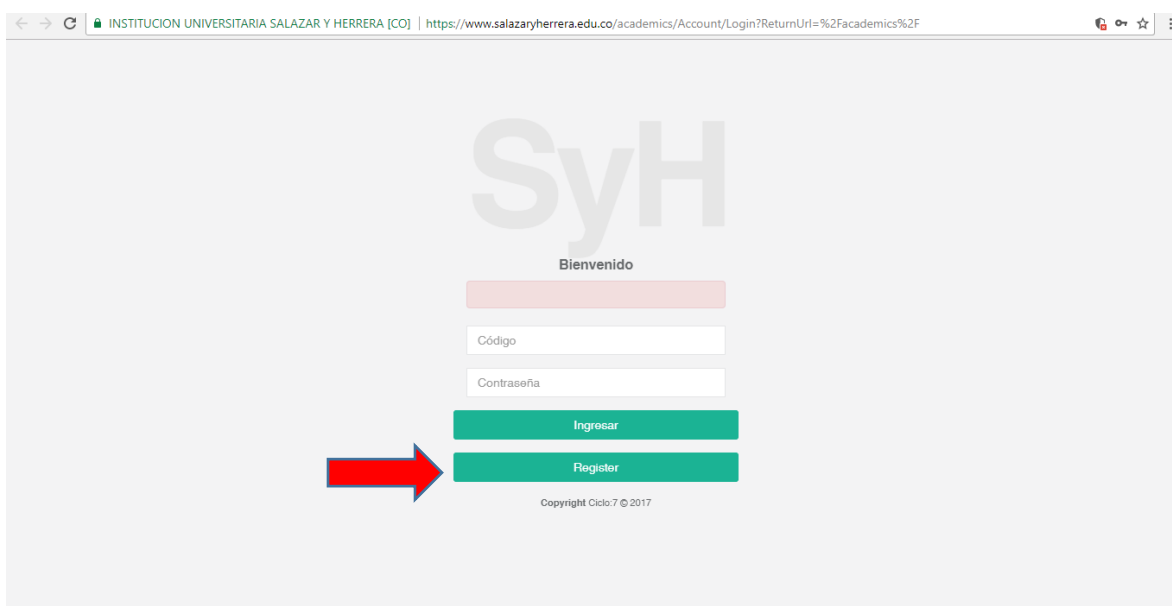 INSTITUCION UNIVERSITARIA SALAZAR Y HERRERA [CO] | https://www.salazaryherrera.edu.co/academics/Account/Login?ReturnUrl=%2Facademics%2F
SyH
Bienvenido
Código
Contraseña
Ingresar
Register
Copyright Ciclo:7 © 2017